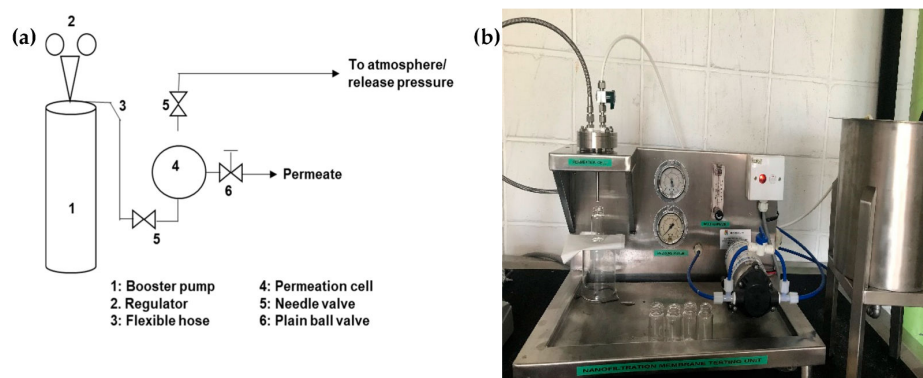 (a)
2
To atmosphere/
release pressure
3
5
4
6
Permeate
1
5
1: Booster pump
2. Regulator
3: Flexible hose
4: Permeation cell
5: Needle valve
6: Plain ball valve
(b)
NANOFILTRATION MEMBRANE TESTING UNIT